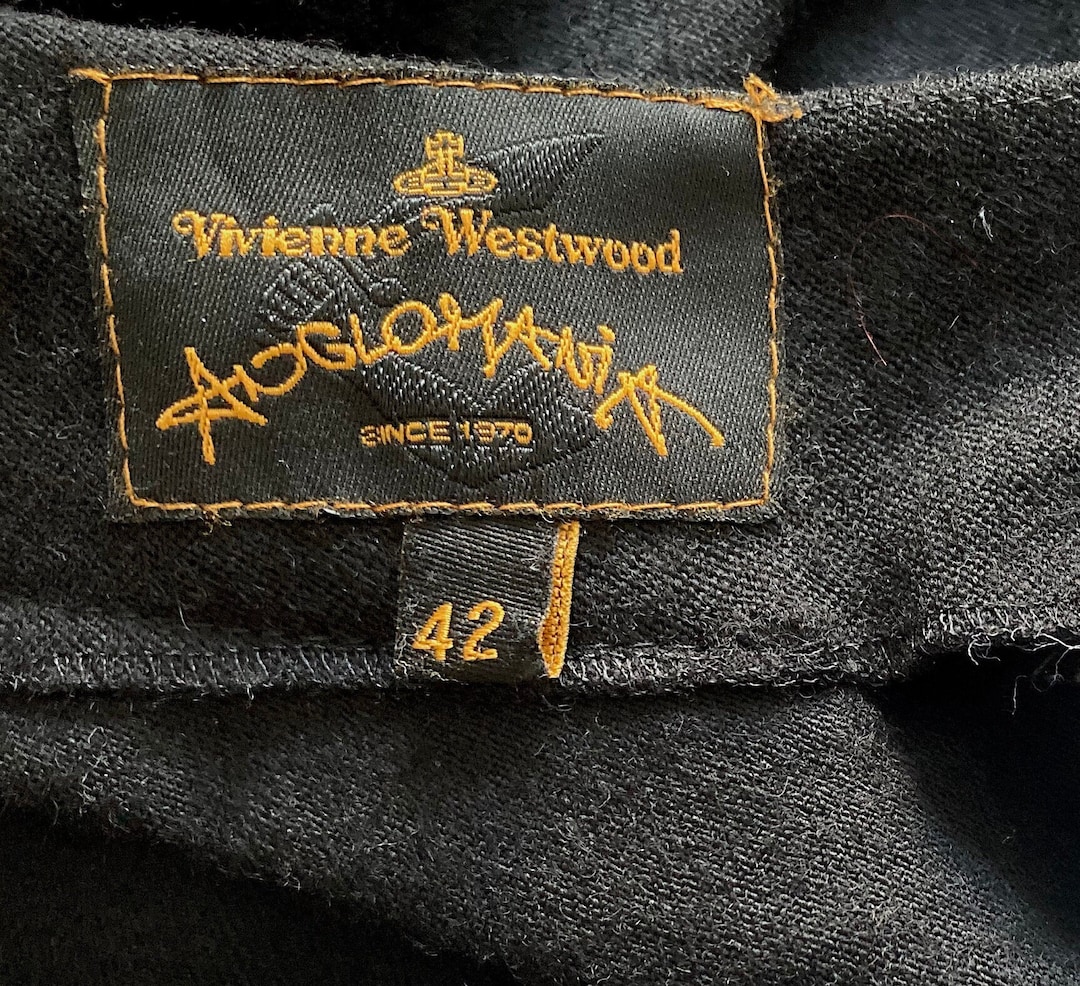 Vivienne Westwood
ANGLOMANIA
SINCE 1970
42